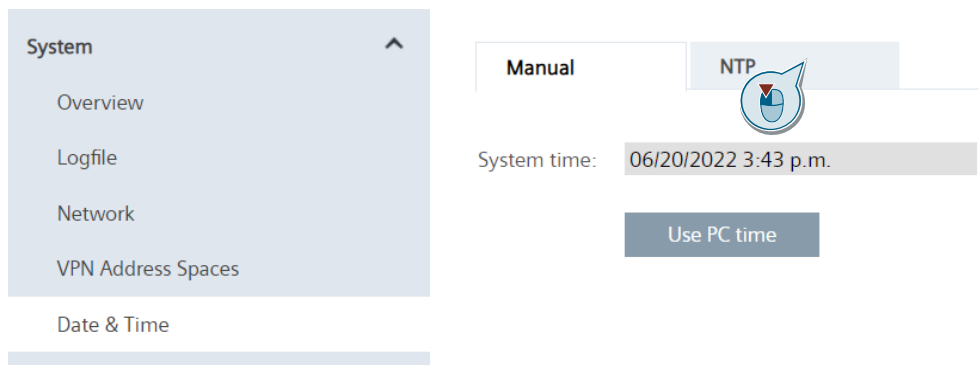 System
Overview
Logfile
Network
VPN Address Spaces
Date & Time
Manual
NTP
System time:
06/20/2022 3:43 p.m.
Use PC time